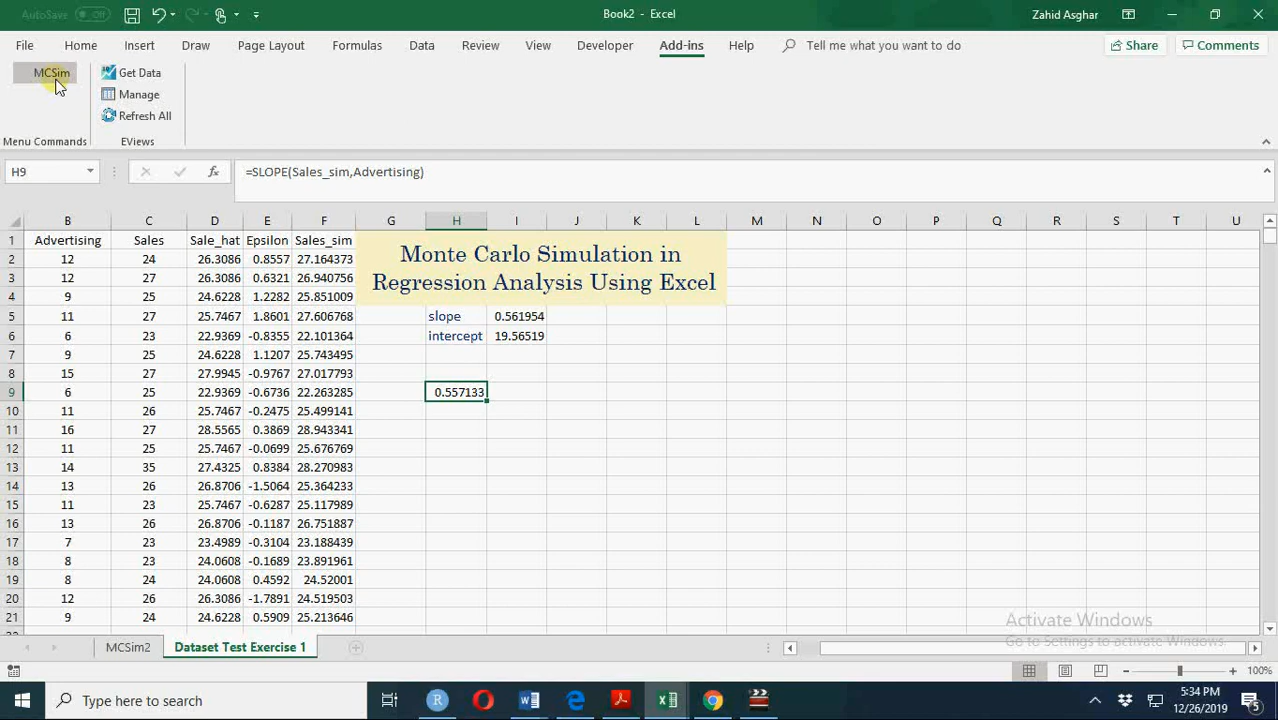 AutoSave Off
Book2 - Excel
Zahid Asghar
File Home Insert Draw Page Layout Formulas Data Review View Developer Add-ins Help Tell me what you want to do Share Comments
MCSim
Get Data
Manage
Refresh All
Menu Commands
EViews
H9 fx =SLOPE(Sales_sim,Advertising)
B C D E F G H I J K L M N O P Q R S T U
1 Advertising Sales Sale_hat Epsilon Sales_sim
Monte Carlo Simulation in
Regression Analysis Using Excel
2 12 24 26.3086 0.8557 27.164373
3 12 27 26.3086 0.6321 26.940756
4 9 25 24.6228 1.2282 25.851009
5 11 27 25.7467 1.8601 27.606768 slope 0.561954
6 6 23 22.9369 -0.8355 22.101364 intercept 19.56519
7 9 25 24.6228 1.1207 25.743495
8 15 27 27.9945 -0.9767 27.017793
9 6 25 22.9369 -0.6736 22.263285 0.557133
10 11 26 25.7467 -0.2475 25.499141
11 16 27 28.5565 0.3869 28.943341
12 11 25 25.7467 -0.0699 25.676769
13 14 35 27.4325 0.8384 28.270983
14 13 26 26.8706 -1.5064 25.364233
15 11 23 25.7467 -0.6287 25.117989
16 13 26 26.8706 -0.1187 26.751887
17 7 23 23.4989 -0.3104 23.188439
18 8 23 24.0608 -0.1689 23.891961
19 8 24 24.0608 0.4592 24.52001
20 12 26 26.3086 -1.7891 24.519503
21 9 24 24.6228 0.5909 25.213646
Activate Windows
Go to Settings to activate Windows.
MCSim2 Dataset Test Exercise 1
100%
Type here to search
5:34 PM
12/26/2019
5